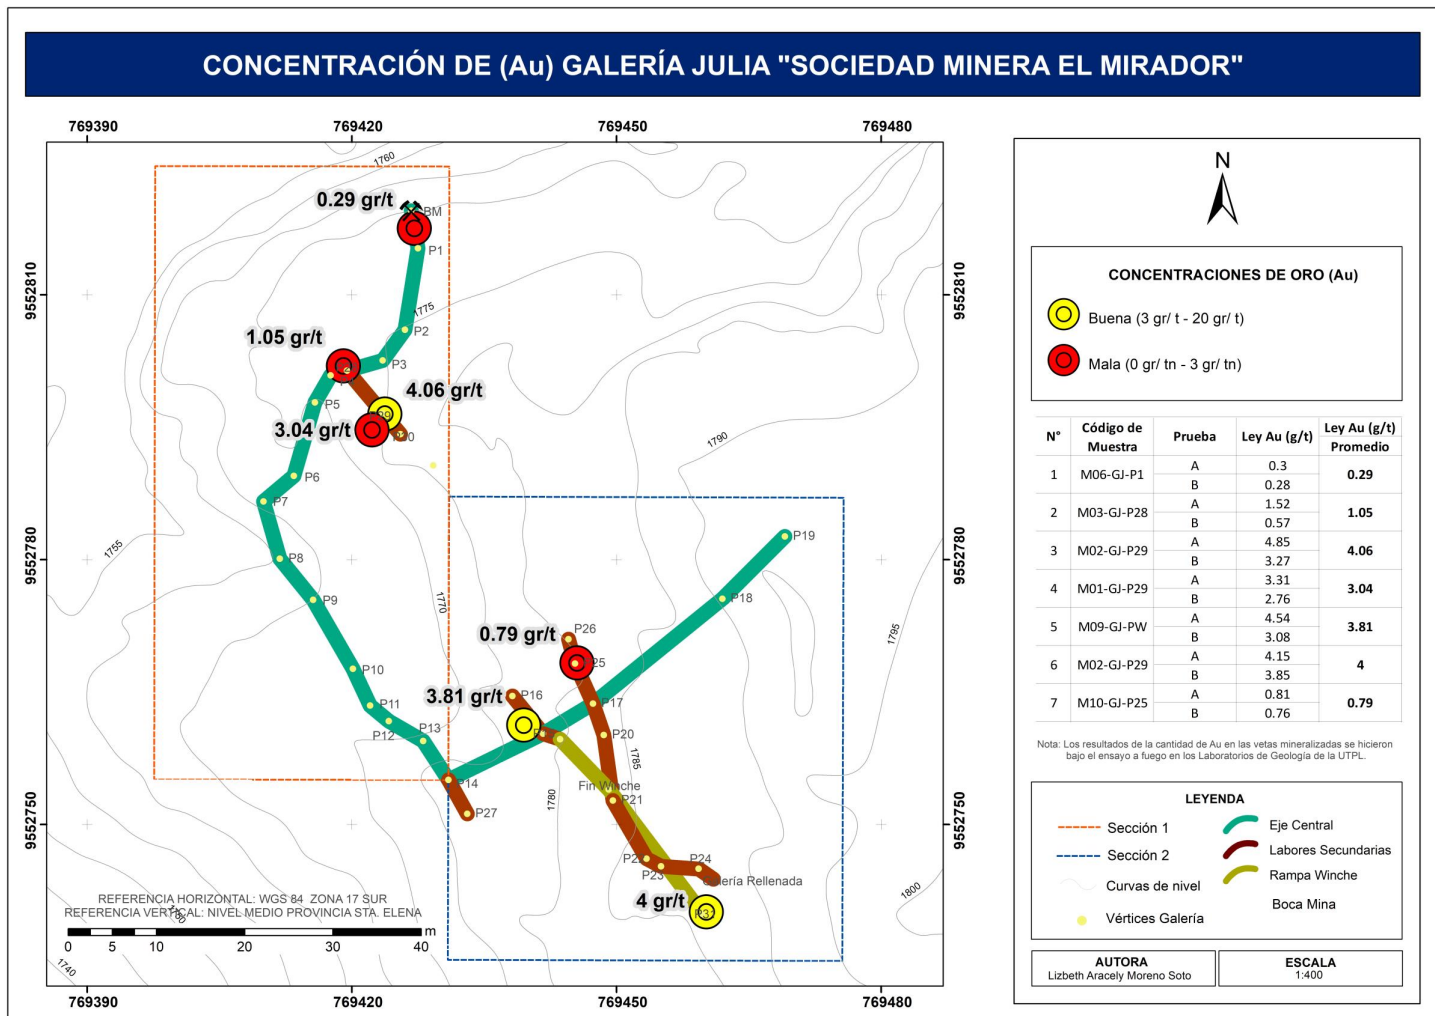 CONCENTRACIÓN DE (Au) GALERÍA JULIA "SOCIEDAD MINERA EL MIRADOR"
769390
769420
769450
769480
9552810
9552780
9552750
9552810
9552780
9552750
769390
769420
769450
769480
1760
1775
1790
1755
1770
1795
1785
1780
1800
1740
0.29 gr/t
BM
P1
P2
1.05 gr/t
P3
4.06 gr/t
P5
3.04 gr/t
P6
P7
P8
P9
P10
P11
P12
P13
P14
P27
P19
P18
P26
0.79 gr/t
3.81 gr/t
P16
P17
P20
Fin Winche
P21
P22
P23
P24
Galería Rellenada
4 gr/t
P31
REFERENCIA HORIZONTAL: WGS 84 ZONA 17 SUR
REFERENCIA VERTICAL: NIVEL MEDIO PROVINCIA STA. ELENA
0 5 10 20 30 40 m
N
CONCENTRACIONES DE ORO (Au)
Buena (3 gr/ t - 20 gr/ t)
Mala (0 gr/ tn - 3 gr/ tn)
N° Código de Muestra Prueba Ley Au (g/t) Ley Au (g/t) Promedio
1 M06-GJ-P1 A 0.3 0.29
B 0.28
2 M03-GJ-P28 A 1.52 1.05
B 0.57
3 M02-GJ-P29 A 4.85 4.06
B 3.27
4 M01-GJ-P29 A 3.31 3.04
B 2.76
5 M09-GJ-PW A 4.54 3.81
B 3.08
6 M02-GJ-P29 A 4.15 4
B 3.85
7 M10-GJ-P25 A 0.81 0.79
B 0.76
Nota: Los resultados de la cantidad de Au en las vetas mineralizadas se hicieron
bajo el ensayo a fuego en los Laboratorios de Geología de la UTPL.
LEYENDA
Sección 1
Sección 2
Curvas de nivel
Vértices Galería
Eje Central
Labores Secundarias
Rampa Winche
Boca Mina
AUTORA
Lizbeth Aracely Moreno Soto
ESCALA
1:400